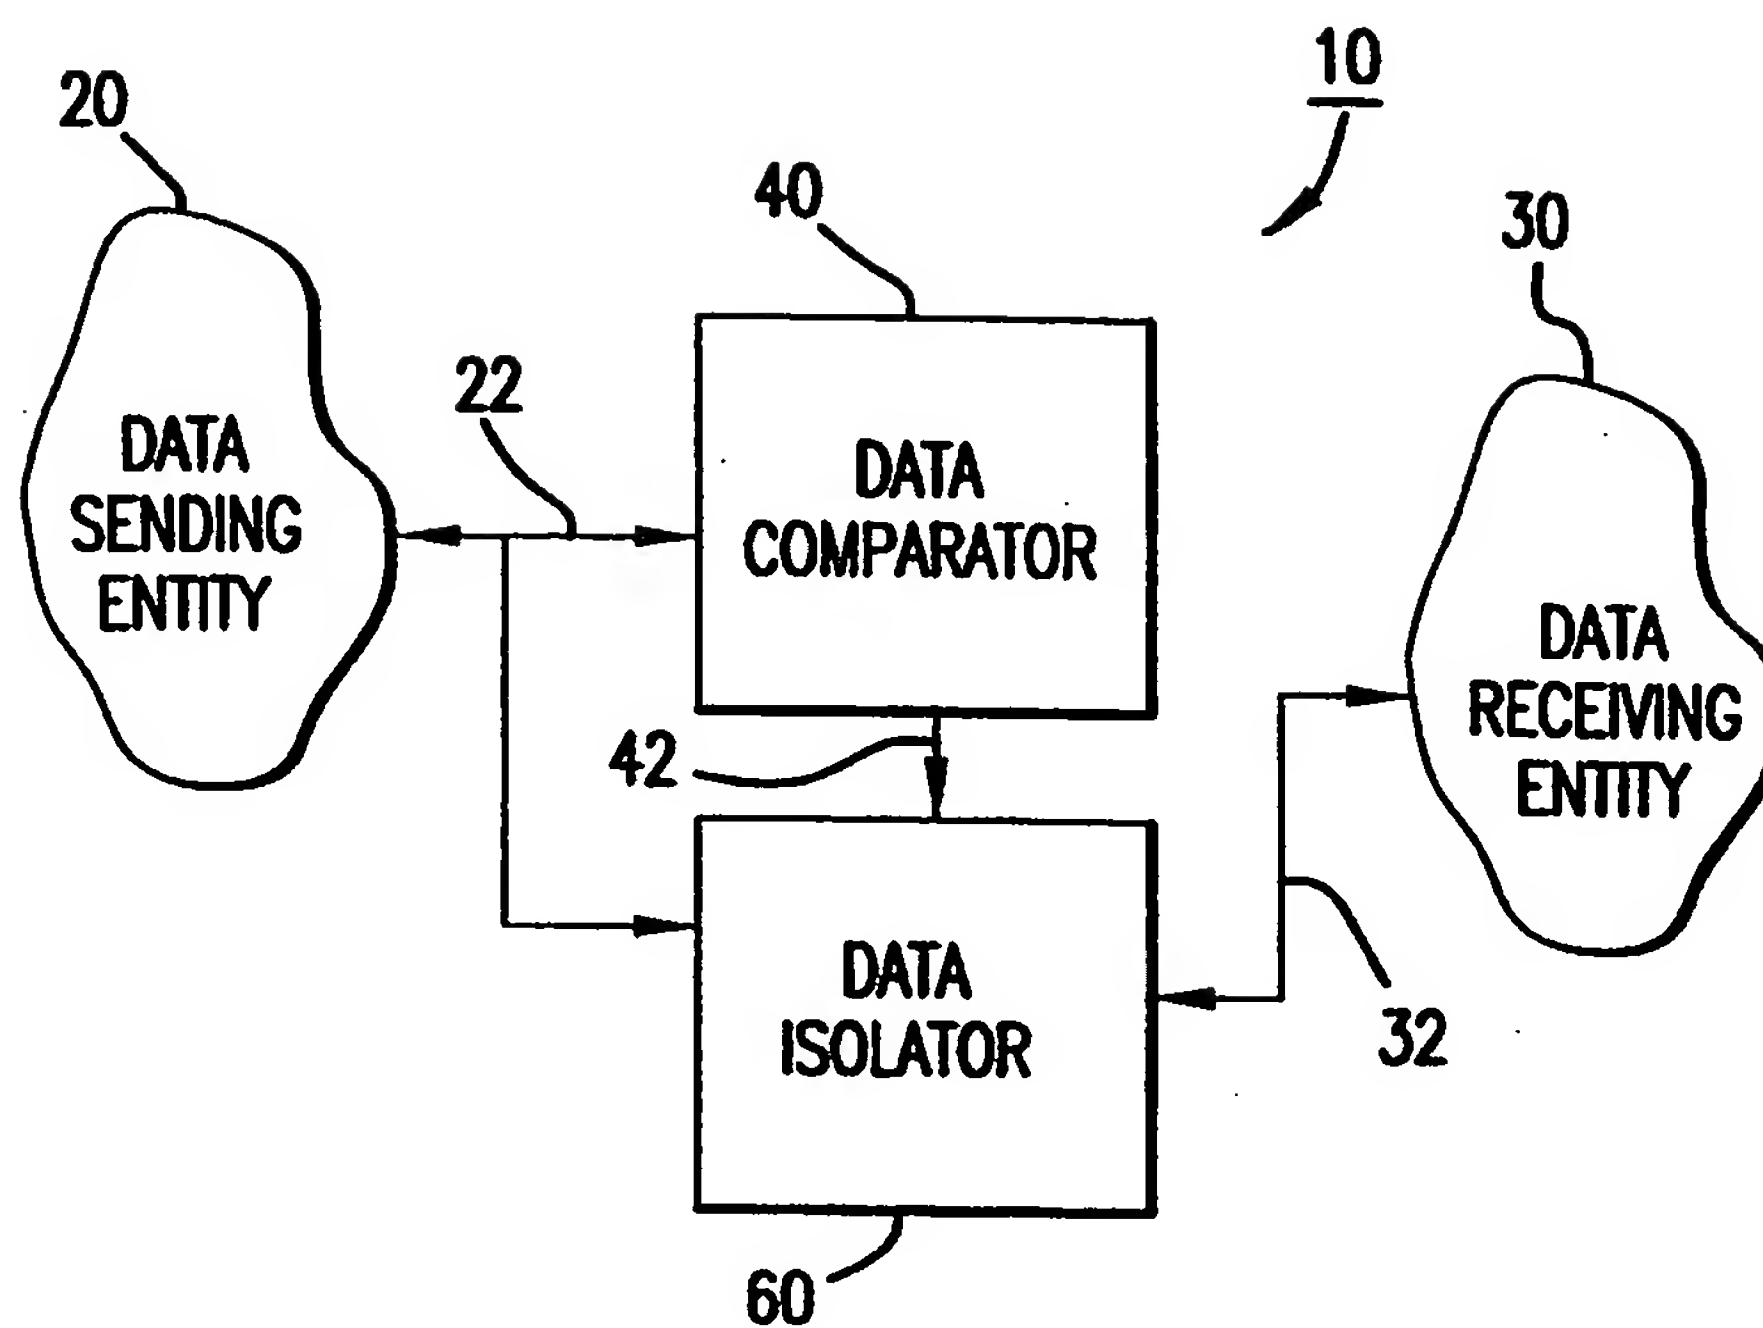 10
20
40
30
22
DATA
SENDING
ENTITY
DATA
COMPARATOR
DATA
RECEIVING
ENTITY
42
DATA
ISOLATOR
32
60